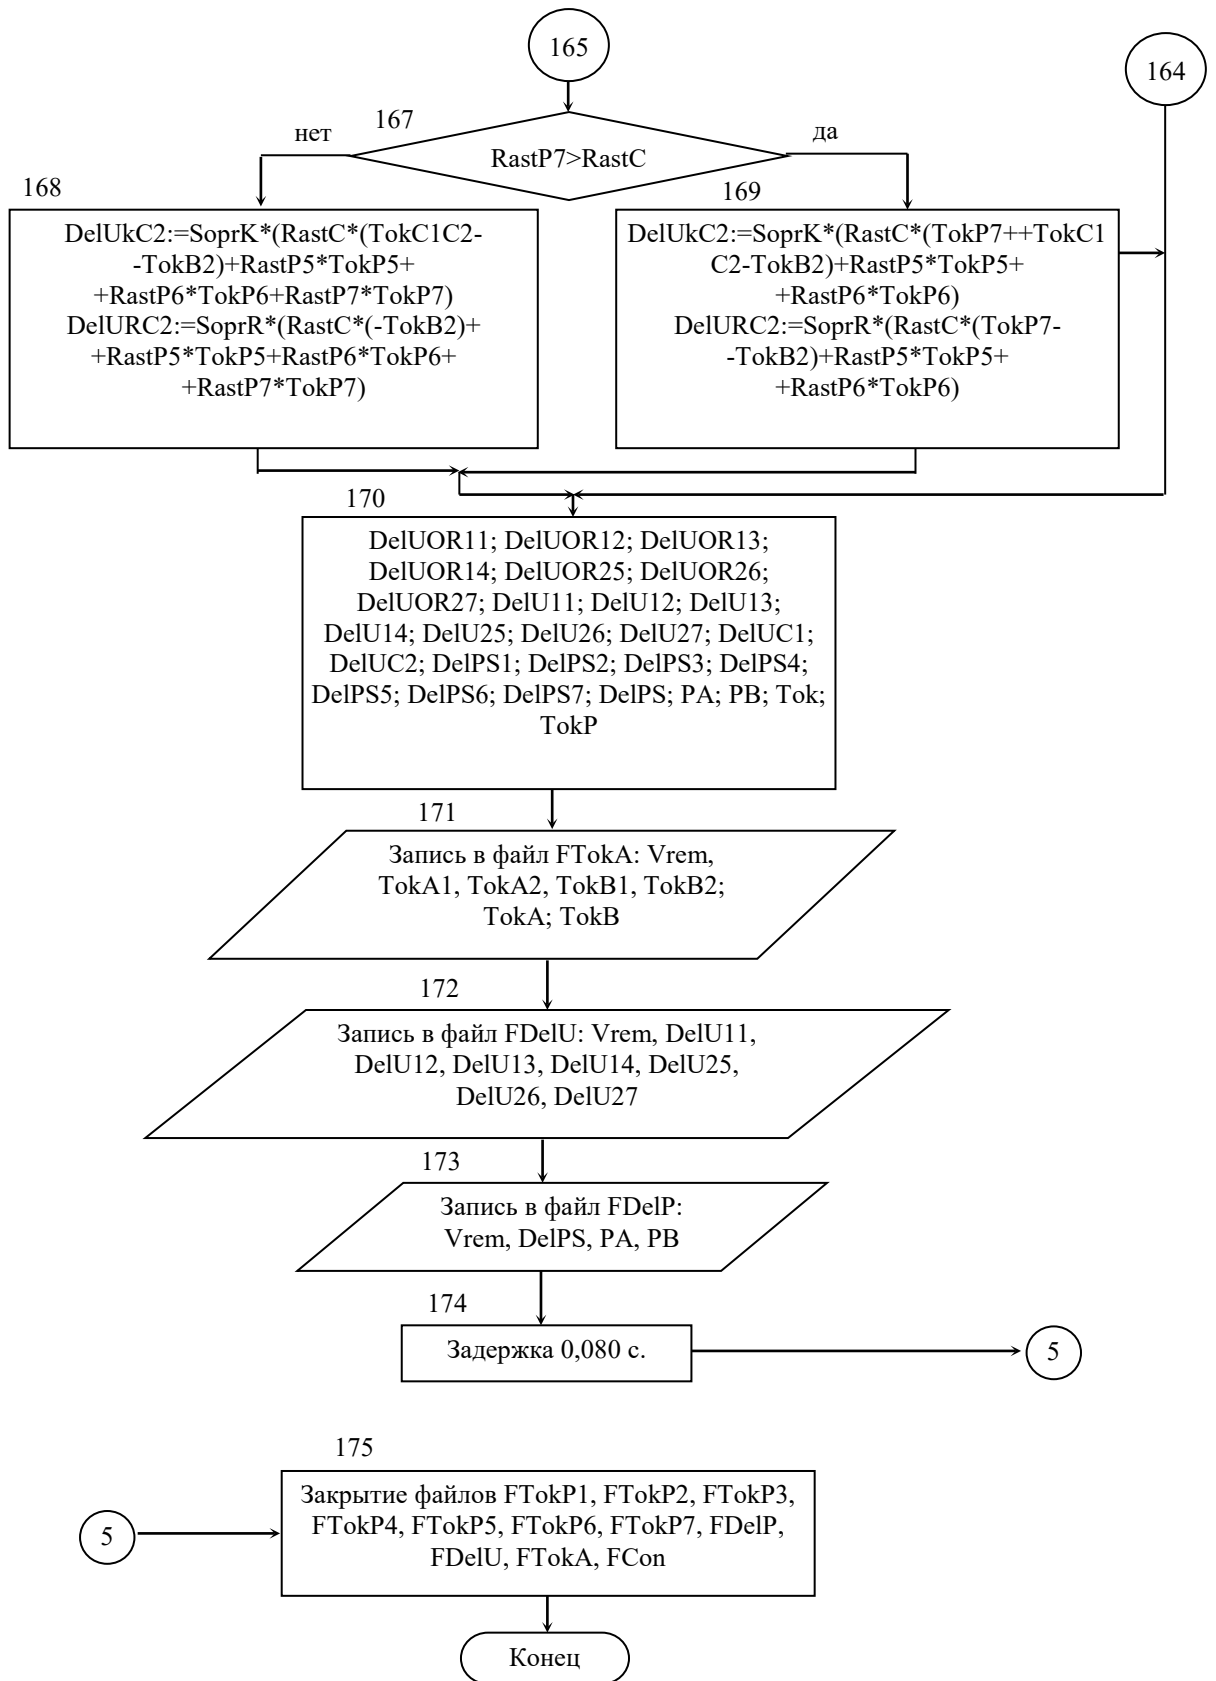 165
164
167
нет
да
RastP7>RastC
168
169
DelUkC2:=SoprK*(RastC*(TokC1C2-
-TokB2)+RastP5*TokP5+
+RastP6*TokP6+RastP7*TokP7)
DelURC2:=SoprR*(RastC*(-TokB2)+
+RastP5*TokP5+RastP6*TokP6+
+RastP7*TokP7)
DelUkC2:=SoprK*(RastC*(TokP7++TokC1
C2-TokB2)+RastP5*TokP5+
+RastP6*TokP6)
DelURC2:=SoprR*(RastC*(TokP7-
-TokB2)+RastP5*TokP5+
+RastP6*TokP6)
170
DelUOR11; DelUOR12; DelUOR13;
DelUOR14; DelUOR25; DelUOR26;
DelUOR27; DelU11; DelU12; DelU13;
DelU14; DelU25; DelU26; DelU27; DelUC1;
DelUC2; DelPS1; DelPS2; DelPS3; DelPS4;
DelPS5; DelPS6; DelPS7; DelPS; PA; PB; Tok;
TokP
171
Запись в файл FTokA: Vrem,
TokA1, TokA2, TokB1, TokB2;
TokA; TokB
172
Запись в файл FDelU: Vrem, DelU11,
DelU12, DelU13, DelU14, DelU25,
DelU26, DelU27
173
Запись в файл FDelP:
Vrem, DelPS, PA, PB
174
Задержка 0,080 с.
5
175
5
Закрытие файлов FTokP1, FTokP2, FTokP3,
FTokP4, FTokP5, FTokP6, FTokP7, FDelP,
FDelU, FTokA, FCon
Конец